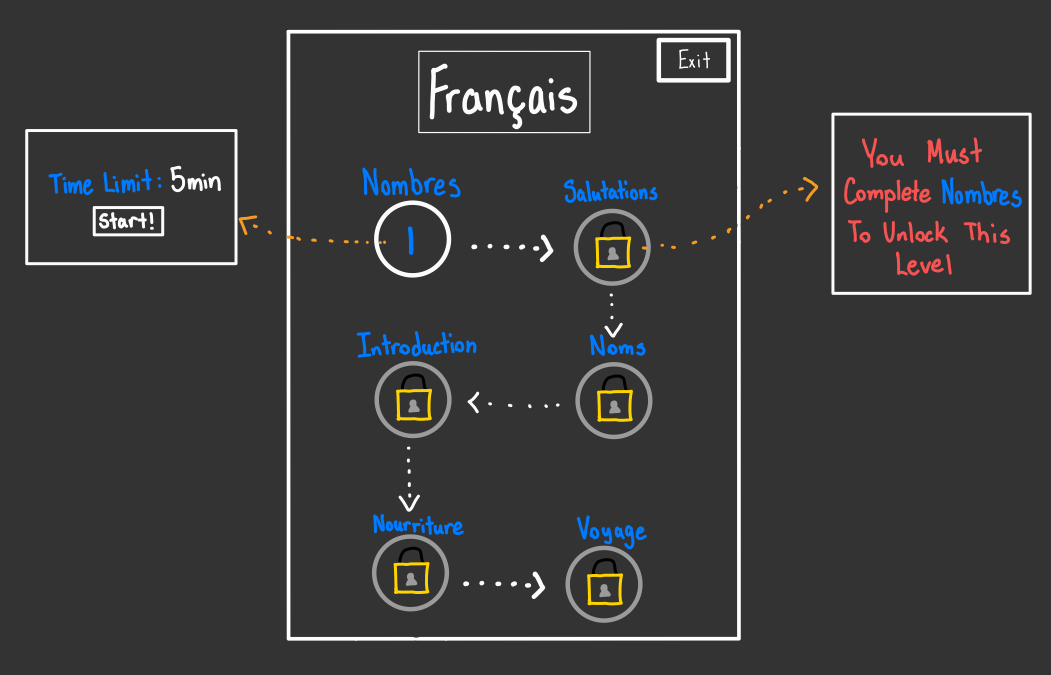 Exit
Français
Time Limit: 5min
Start!
Nombres
1
Salutations
You Must
Complete Nombres
To Unlock This
Level
Introduction
Noms
Nourriture
Voyage